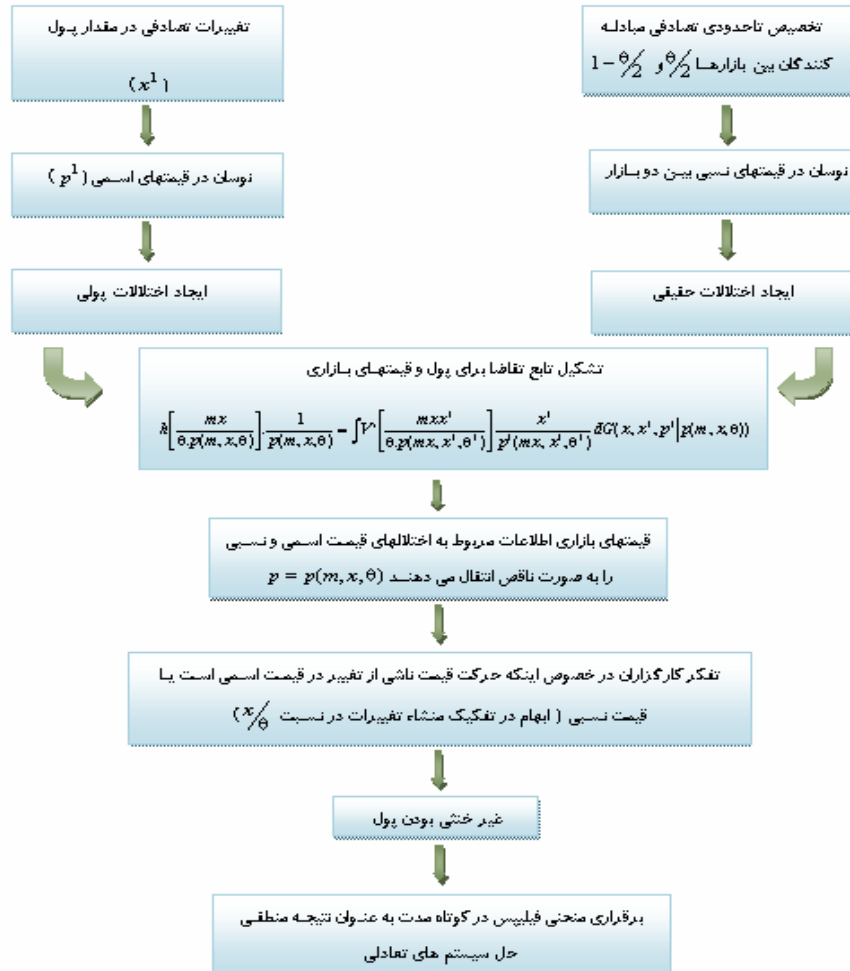 تغییرات تصادفی در مقدار پول
(x¹)
تخصیص تاحدودی تصادفی مبادله
کنندگان بین بازارها θ/2 و 1−θ/2
نوسان در قیمتهای اسمی (p¹)
نوسان در قیمتهای نسبی بین دو بازار
ایجاد اختلالات پولی
ایجاد اختلالات حقیقی
تشکیل تابع تقاضا برای پول و قیمتهای بازاری
h[mx/θ.p(m,x,θ)].1/p(m,x,θ) = ∫V'[mxx'/θ.p(mx,x',θ')] x'/p'(mx,x',θ') dG(x,x',p'|p(m,x,θ))
قیمتهای بازاری اطلاعات مربوط به اختلالهای قیمت اسمی و نسبی
را به صورت ناقص انتقال می دهند p = p(m,x,θ)
تفکر کارگزاران در خصوص اینکه حرکت قیمت ناشی از تغییر در قیمت اسمی است یا
قیمت نسبی ( ابهام در تفکیک منشاء تغییرات در نسبت x/θ)
غیر خنثی بودن پول
برقراری منحنی فیلیپس در کوتاه مدت به عنوان نتیجه منطقی
حل سیستم های تعادلی